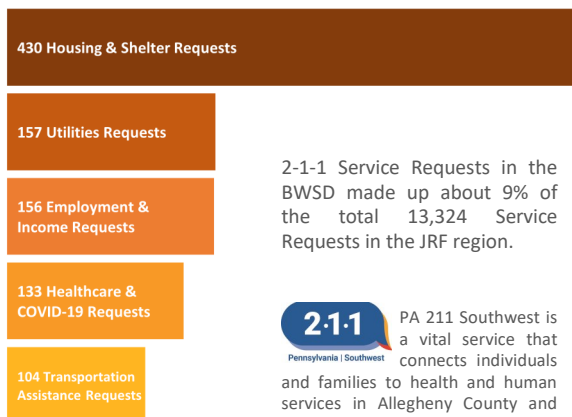 430 Housing & Shelter Requests
157 Utilities Requests
156 Employment &
Income Requests
133 Healthcare &
COVID-19 Requests
104 Transportation
Assistance Requests
2-1-1 Service Requests in the
BWSD made up about 9% of
the total 13,324 Service
Requests in the JRF region.
2·1·1
Pennsylvania | Southwest
PA 211 Southwest is
a vital service that
connects individuals
and families to health and human
services in Allegheny County and